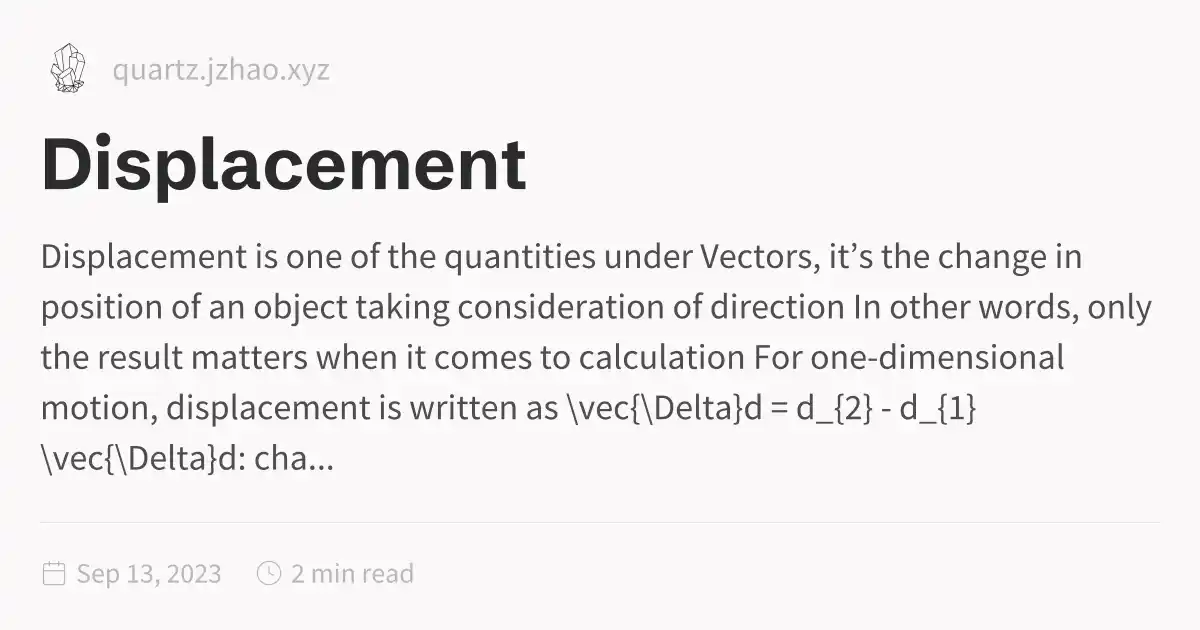 quartz.jzhao.xyz
Displacement
Displacement is one of the quantities under Vectors, it’s the change in
position of an object taking consideration of direction In other words, only
the result matters when it comes to calculation For one-dimensional
motion, displacement is written as \vec{\Delta}d = d_{2} - d_{1}
\vec{\Delta}d: cha...
Sep 13, 2023 2 min read